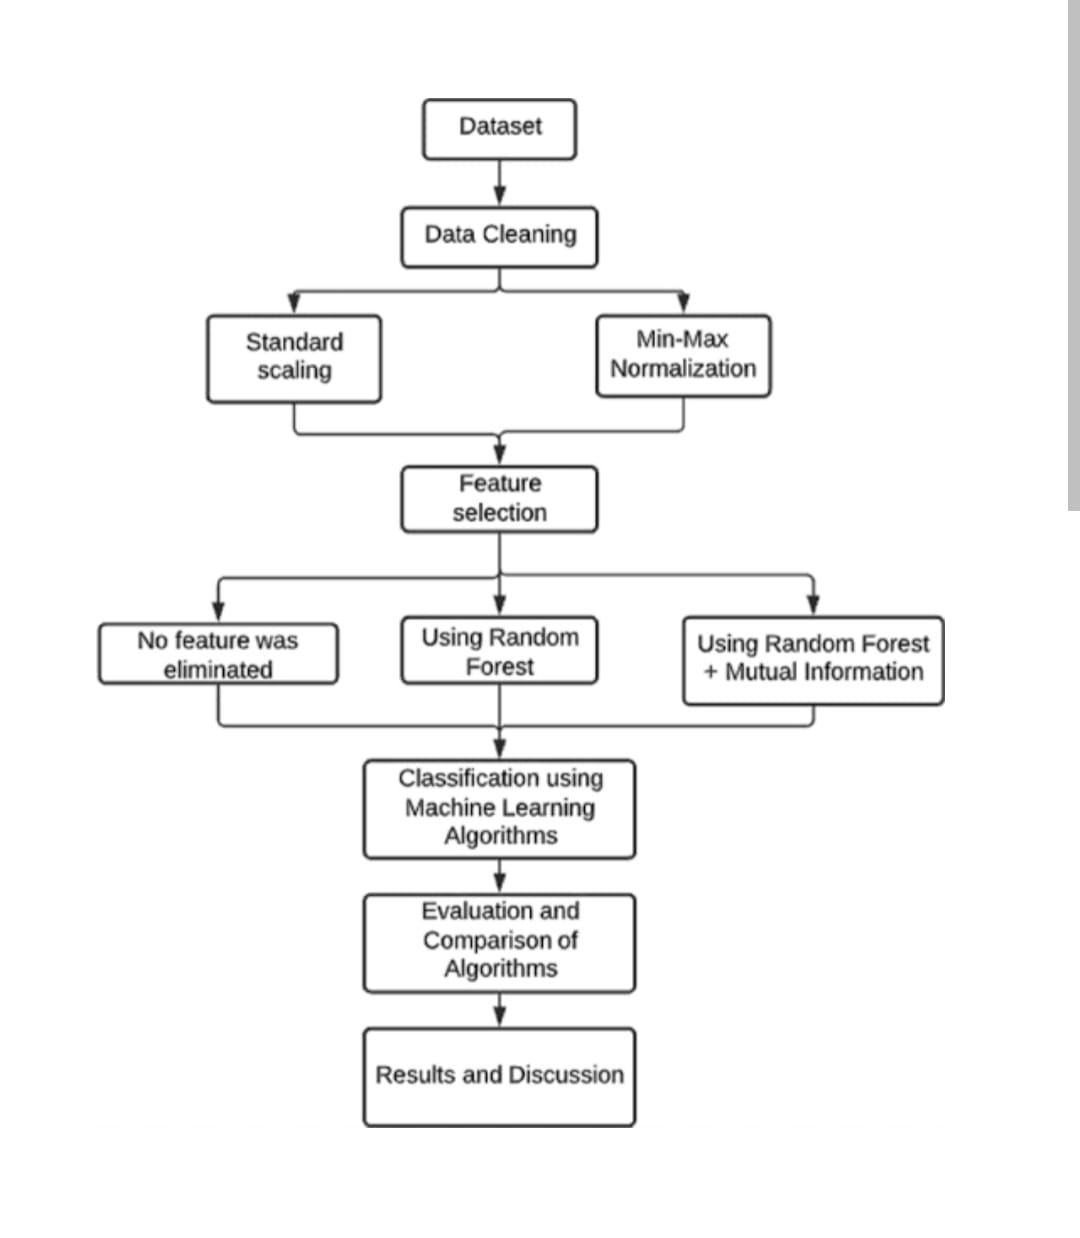 Dataset
Data Cleaning
Standard
scaling
Min-Max
Normalization
Feature
selection
No feature was
eliminated
Using Random
Forest
Using Random Forest
+ Mutual Information
Classification using
Machine Learning
Algorithms
Evaluation and
Comparison of
Algorithms
Results and Discussion